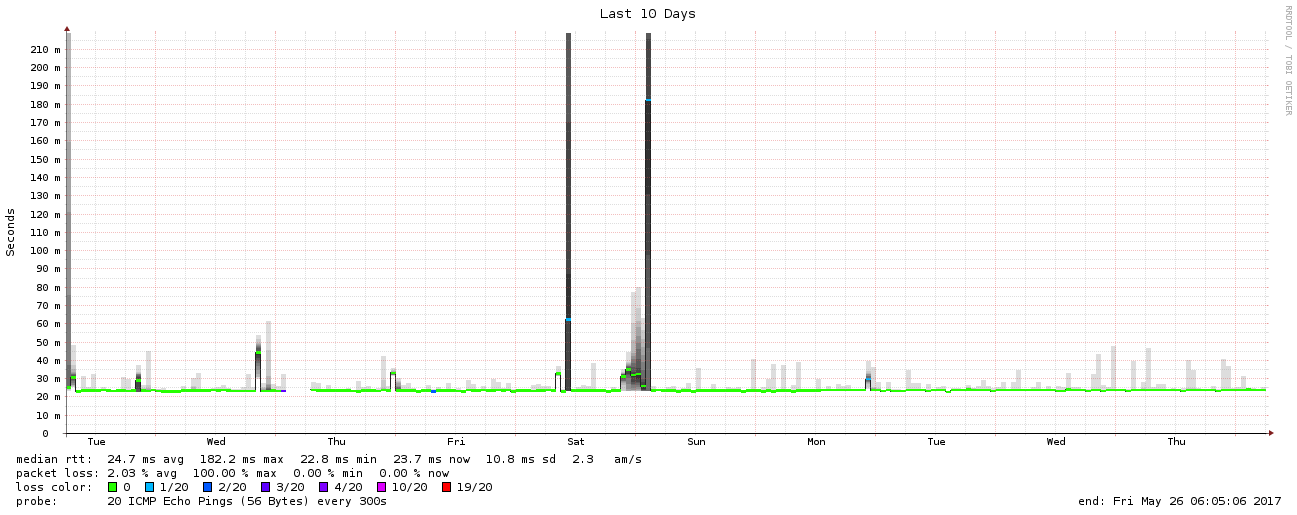 Last 10 Days
RRDTOOL / TOBI OETIKER
Seconds
210 m
200 m
190 m
180 m
170 m
160 m
150 m
140 m
130 m
120 m
110 m
100 m
90 m
80 m
70 m
60 m
50 m
40 m
30 m
20 m
10 m
0
Tue Wed Thu Fri Sat Sun Mon Tue Wed Thu
median rtt: 24.7 ms avg 182.2 ms max 22.8 ms min 23.7 ms now 10.8 ms sd 2.3 am/s
packet loss: 2.03 % avg 100.00 % max 0.00 % min 0.00 % now
loss color: 0 1/20 2/20 3/20 4/20 10/20 19/20
probe: 20 ICMP Echo Pings (56 Bytes) every 300s end: Fri May 26 06:05:06 2017